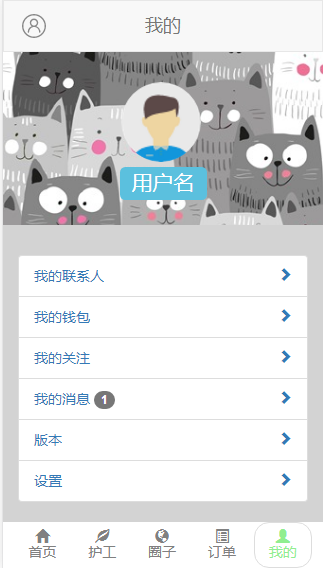 我的
用户名
我的联系人
我的钱包
我的关注
我的消息 1
版本
设置
首页 护工 圈子 订单 我的